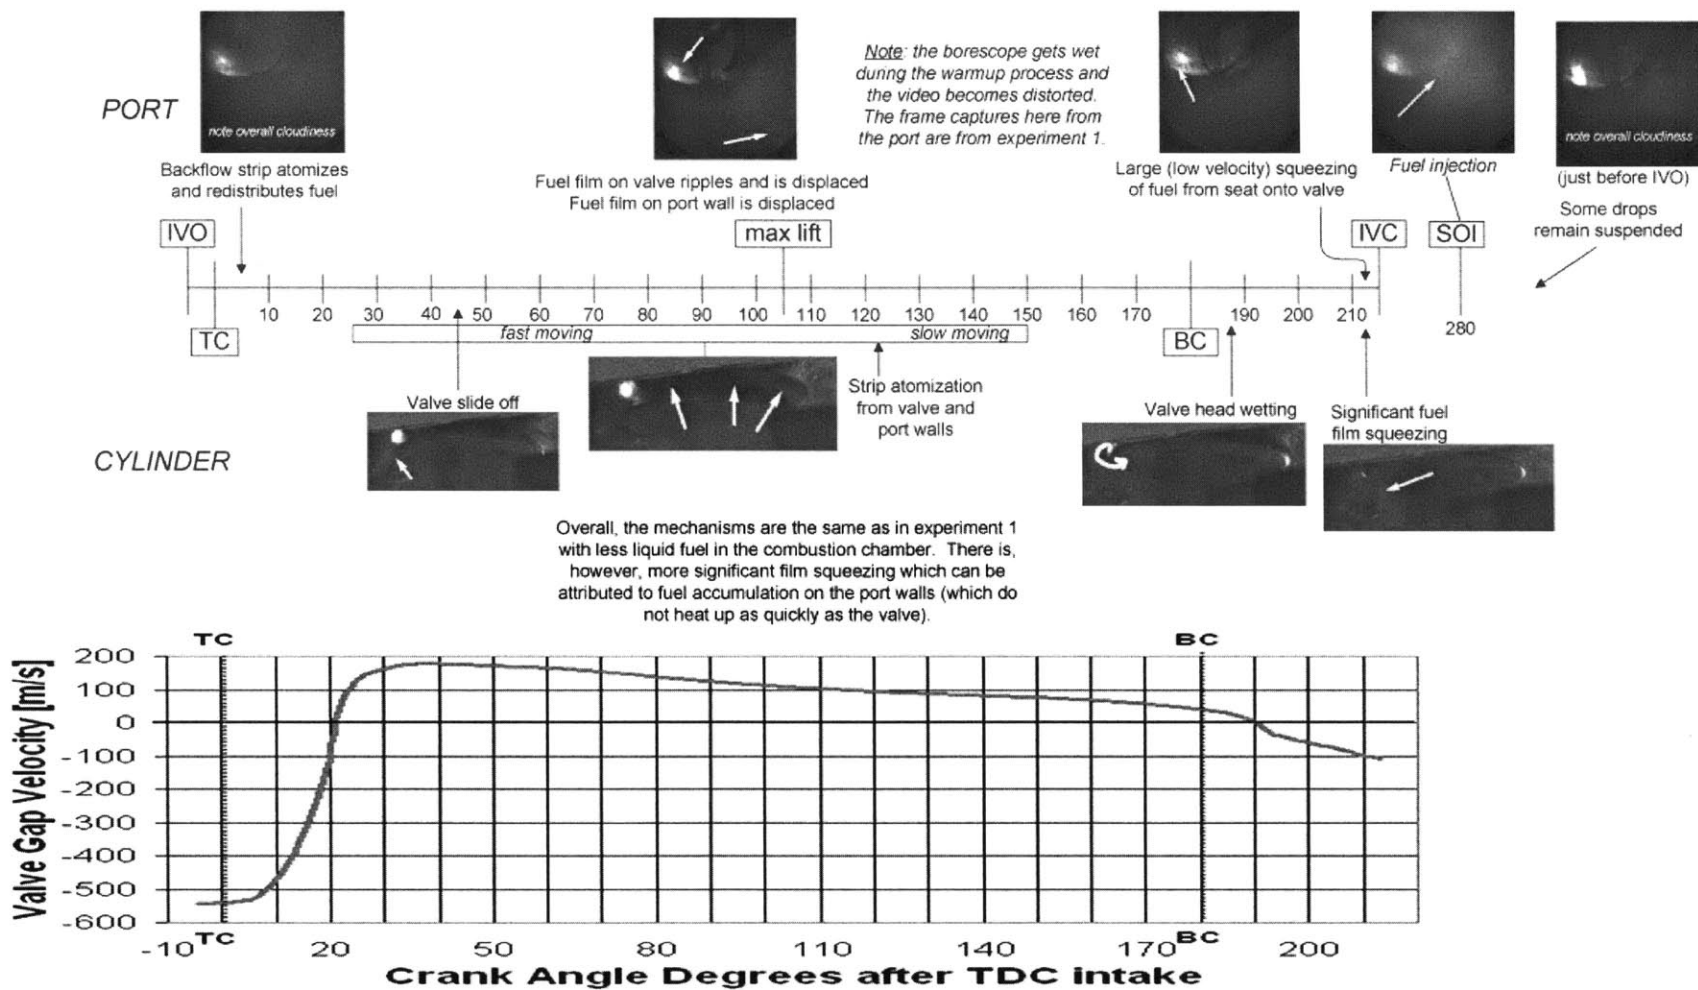 PORT
note overall cloudiness
Backflow strip atomizes
and redistributes fuel
Fuel film on valve ripples and is displaced
Fuel film on port wall is displaced
Note: the borescope gets wet
during the warmup process and
the video becomes distorted.
The frame captures here from
the port are from experiment 1.
Large (low velocity) squeezing
of fuel from seat onto valve
Fuel injection
note overall cloudiness
(just before IVO)
Some drops
remain suspended
IVO
max lift
IVC
SOI
10 20 30 40 50 60 70 80 90 100 110 120 130 140 150 160 170 190 200 210 280
TC
fast moving
slow moving
BC
Valve slide off
Strip atomization
from valve and
port walls
Valve head wetting
Significant fuel
film squeezing
CYLINDER
Overall, the mechanisms are the same as in experiment 1
with less liquid fuel in the combustion chamber. There is,
however, more significant film squeezing which can be
attributed to fuel accumulation on the port walls (which do
not heat up as quickly as the valve).
TC
BC
Valve Gap Velocity [m/s]
200
100
0
-100
-200
-300
-400
-500
-600
-10 TC 20 50 80 110 140 170 BC 200
Crank Angle Degrees after TDC intake